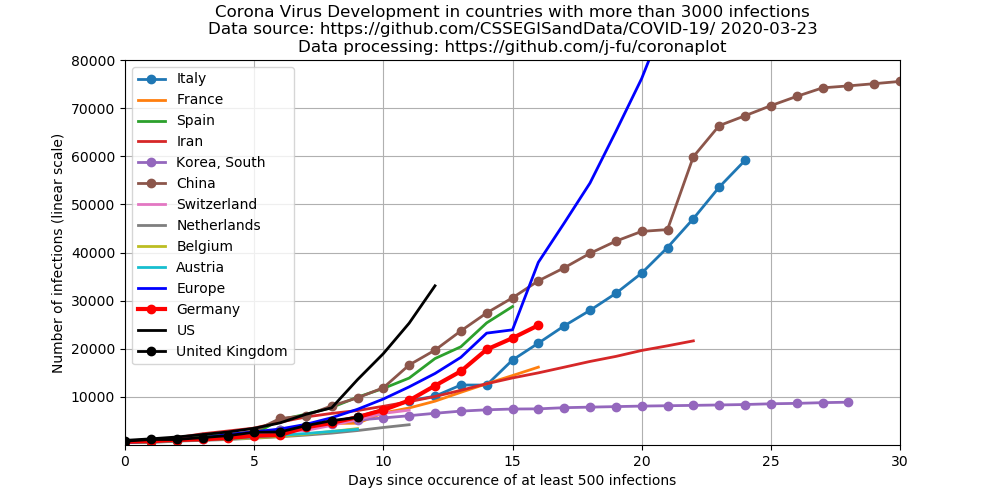 Corona Virus Development in countries with more than 3000 infections
Data source: https://github.com/CSSEGISandData/COVID-19/ 2020-03-23
Data processing: https://github.com/j-fu/coronaplot
Number of infections (linear scale)
80000
70000
60000
50000
40000
30000
20000
10000
Italy
France
Spain
Iran
Korea, South
China
Switzerland
Netherlands
Belgium
Austria
Europe
Germany
US
United Kingdom
0 5 10 15 20 25 30
Days since occurence of at least 500 infections